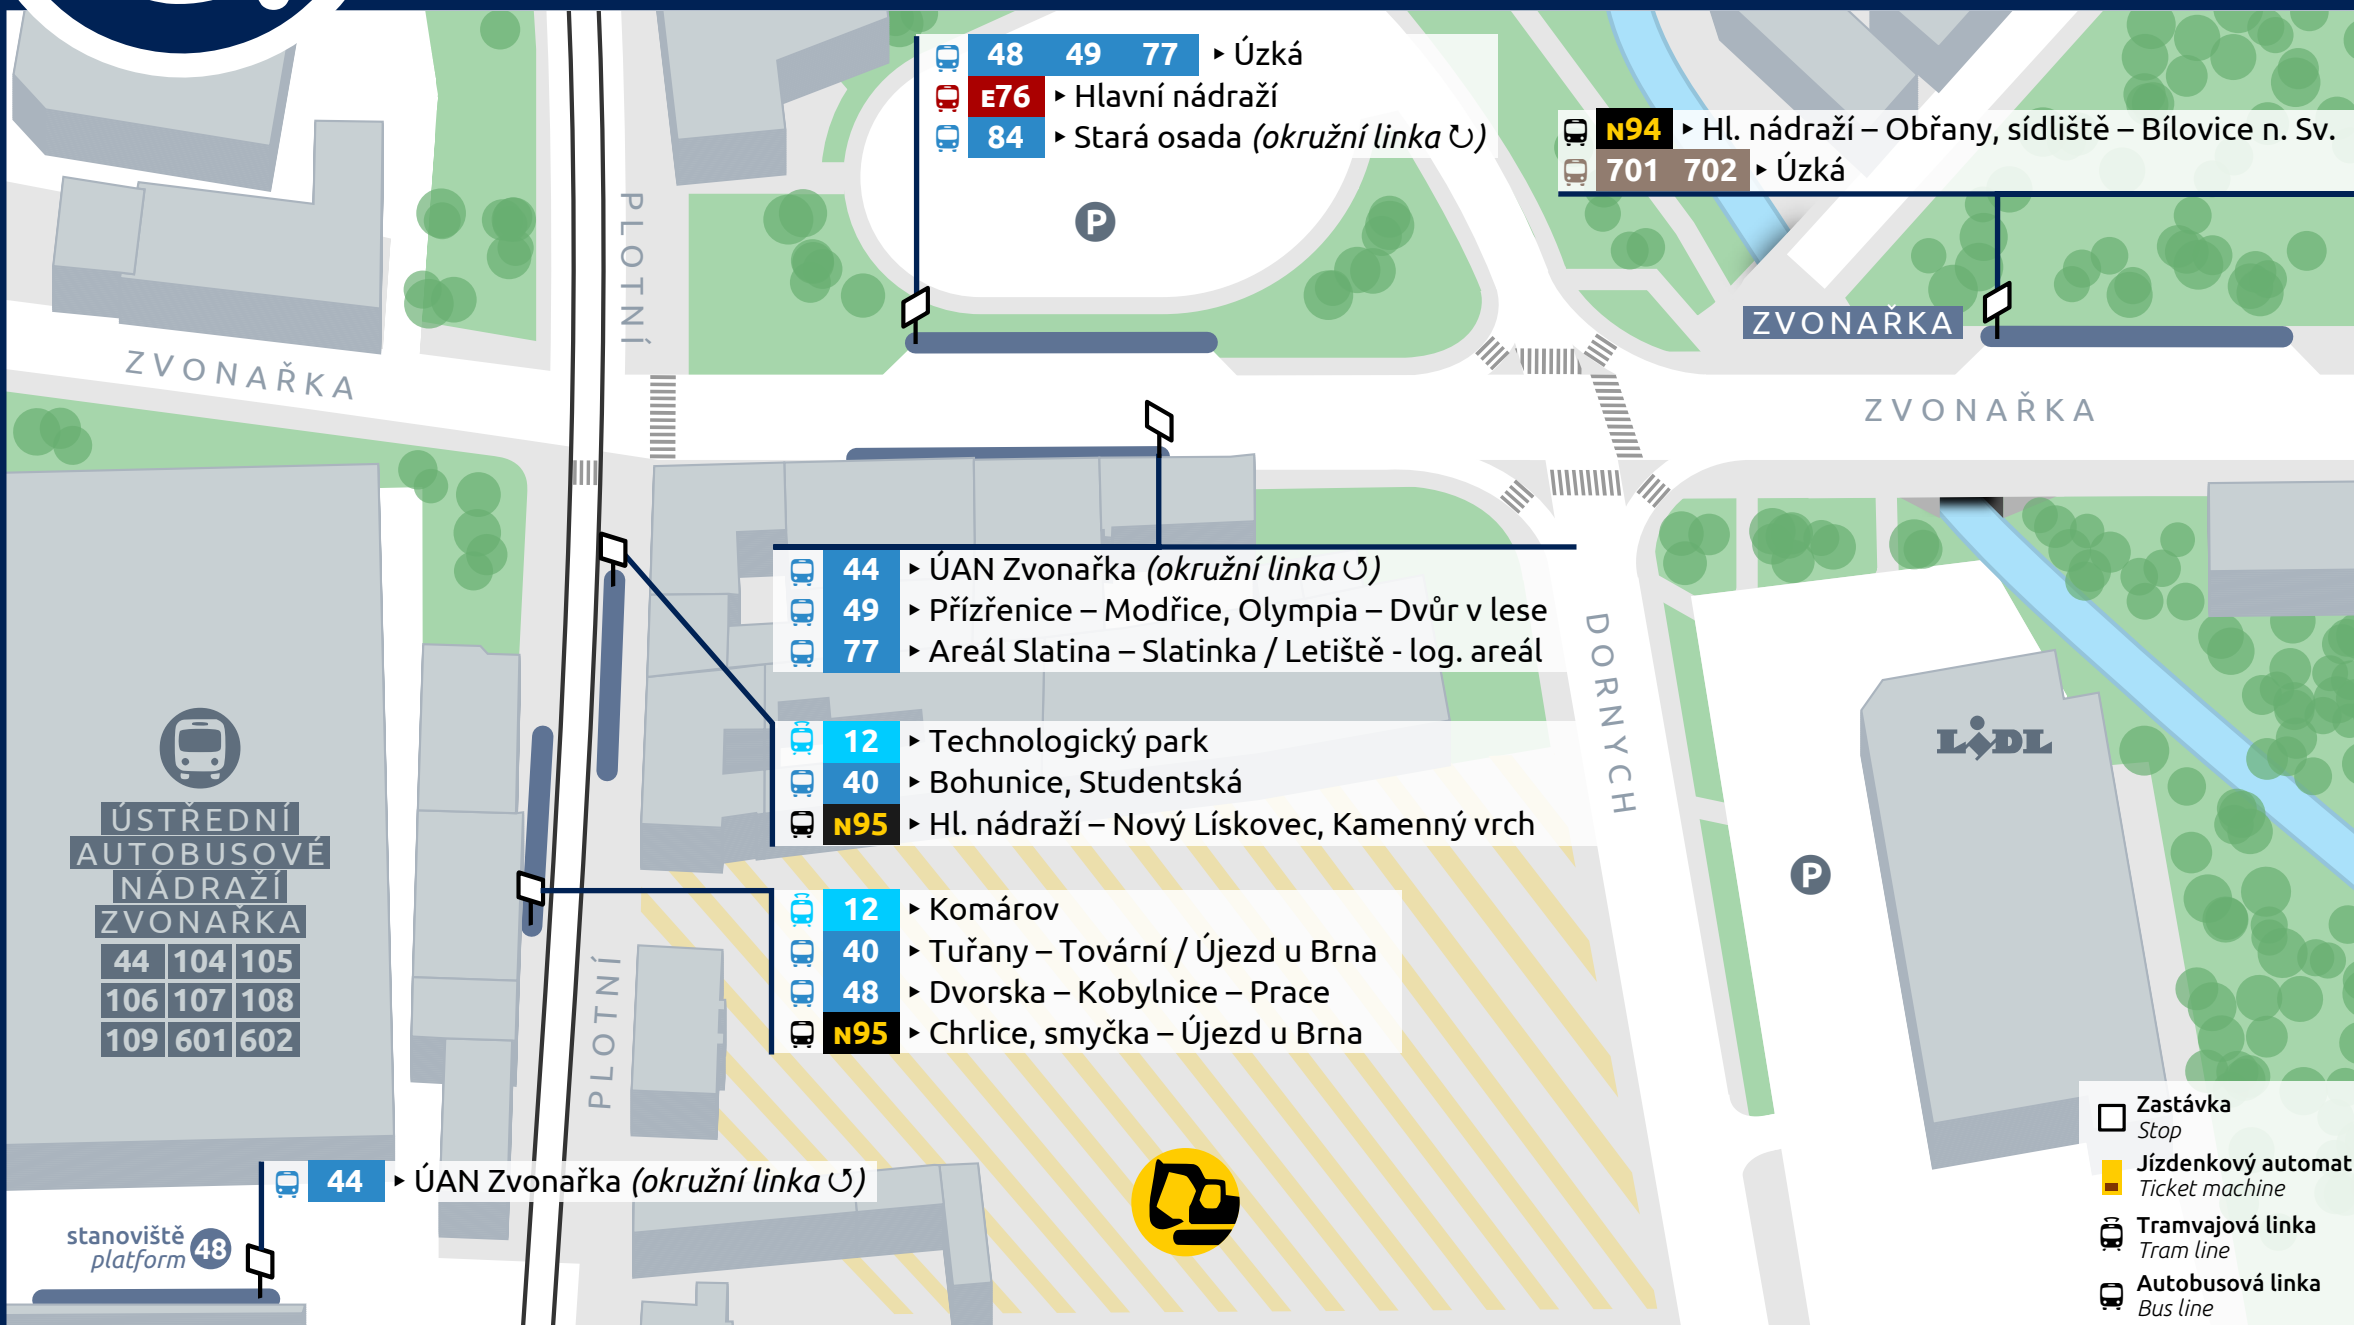 48 49 77 ‣ Úzká
E76 ‣ Hlavní nádraží
84 ‣ Stará osada (okružní linka ↻)
N94 ‣ Hl. nádraží – Obřany, sídliště – Bílovice n. Sv.
701 702 ‣ Úzká
P
PLOTNÍ
ZVONAŘKA
ZVONAŘKA
ZVONAŘKA
44 ‣ ÚAN Zvonařka (okružní linka ↺)
49 ‣ Přízřenice – Modřice, Olympia – Dvůr v lese
77 ‣ Areál Slatina – Slatinka / Letiště - log. areál
12 ‣ Technologický park
40 ‣ Bohunice, Studentská
N95 ‣ Hl. nádraží – Nový Lískovec, Kamenný vrch
DORNYCH
LIDL
P
ÚSTŘEDNÍ
AUTOBUSOVÉ
NÁDRAŽÍ
ZVONAŘKA
44 104 105
106 107 108
109 601 602
12 ‣ Komárov
40 ‣ Tuřany – Tovární / Újezd u Brna
48 ‣ Dvorska – Kobylnice – Prace
N95 ‣ Chrlice, smyčka – Újezd u Brna
PLOTNÍ
44 ‣ ÚAN Zvonařka (okružní linka ↺)
stanoviště
platform
48
Zastávka
Stop
Jízdenkový automat
Ticket machine
Tramvajová linka
Tram line
Autobusová linka
Bus line